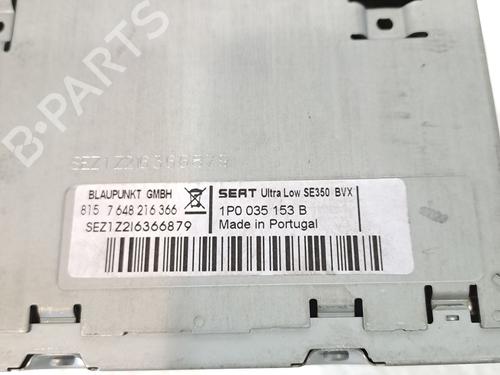 B-PARTS
SEZ1Z2I6366879
BLAUPUNKT GMBH
815 7 648 216 366
SEZ1Z2I6366879
SEAT Ultra Low SE350 BVX
1P0 035 153 B
Made in Portugal